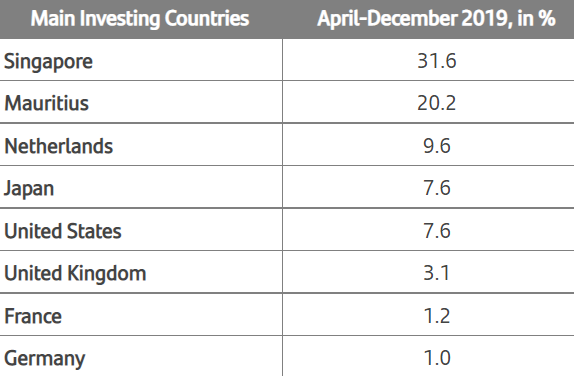 Main Investing Countries April-December 2019, in %
Singapore 31.6
Mauritius 20.2
Netherlands 9.6
Japan 7.6
United States 7.6
United Kingdom 3.1
France 1.2
Germany 1.0